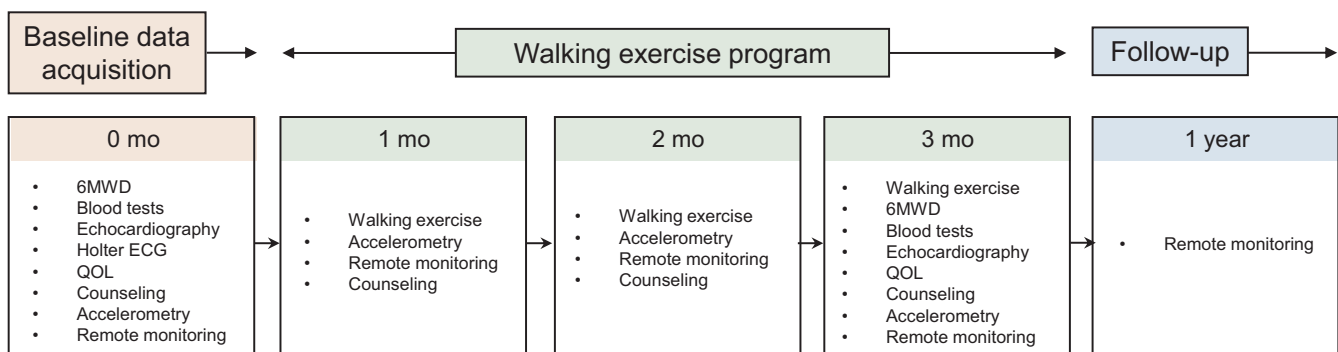 Baseline data
acquisition
Walking exercise program
Follow-up
0 mo
• 6MWD
• Blood tests
• Echocardiography
• Holter ECG
• QOL
• Counseling
• Accelerometry
• Remote monitoring
1 mo
• Walking exercise
• Accelerometry
• Remote monitoring
• Counseling
2 mo
• Walking exercise
• Accelerometry
• Remote monitoring
• Counseling
3 mo
• Walking exercise
• 6MWD
• Blood tests
• Echocardiography
• QOL
• Counseling
• Accelerometry
• Remote monitoring
1 year
• Remote monitoring